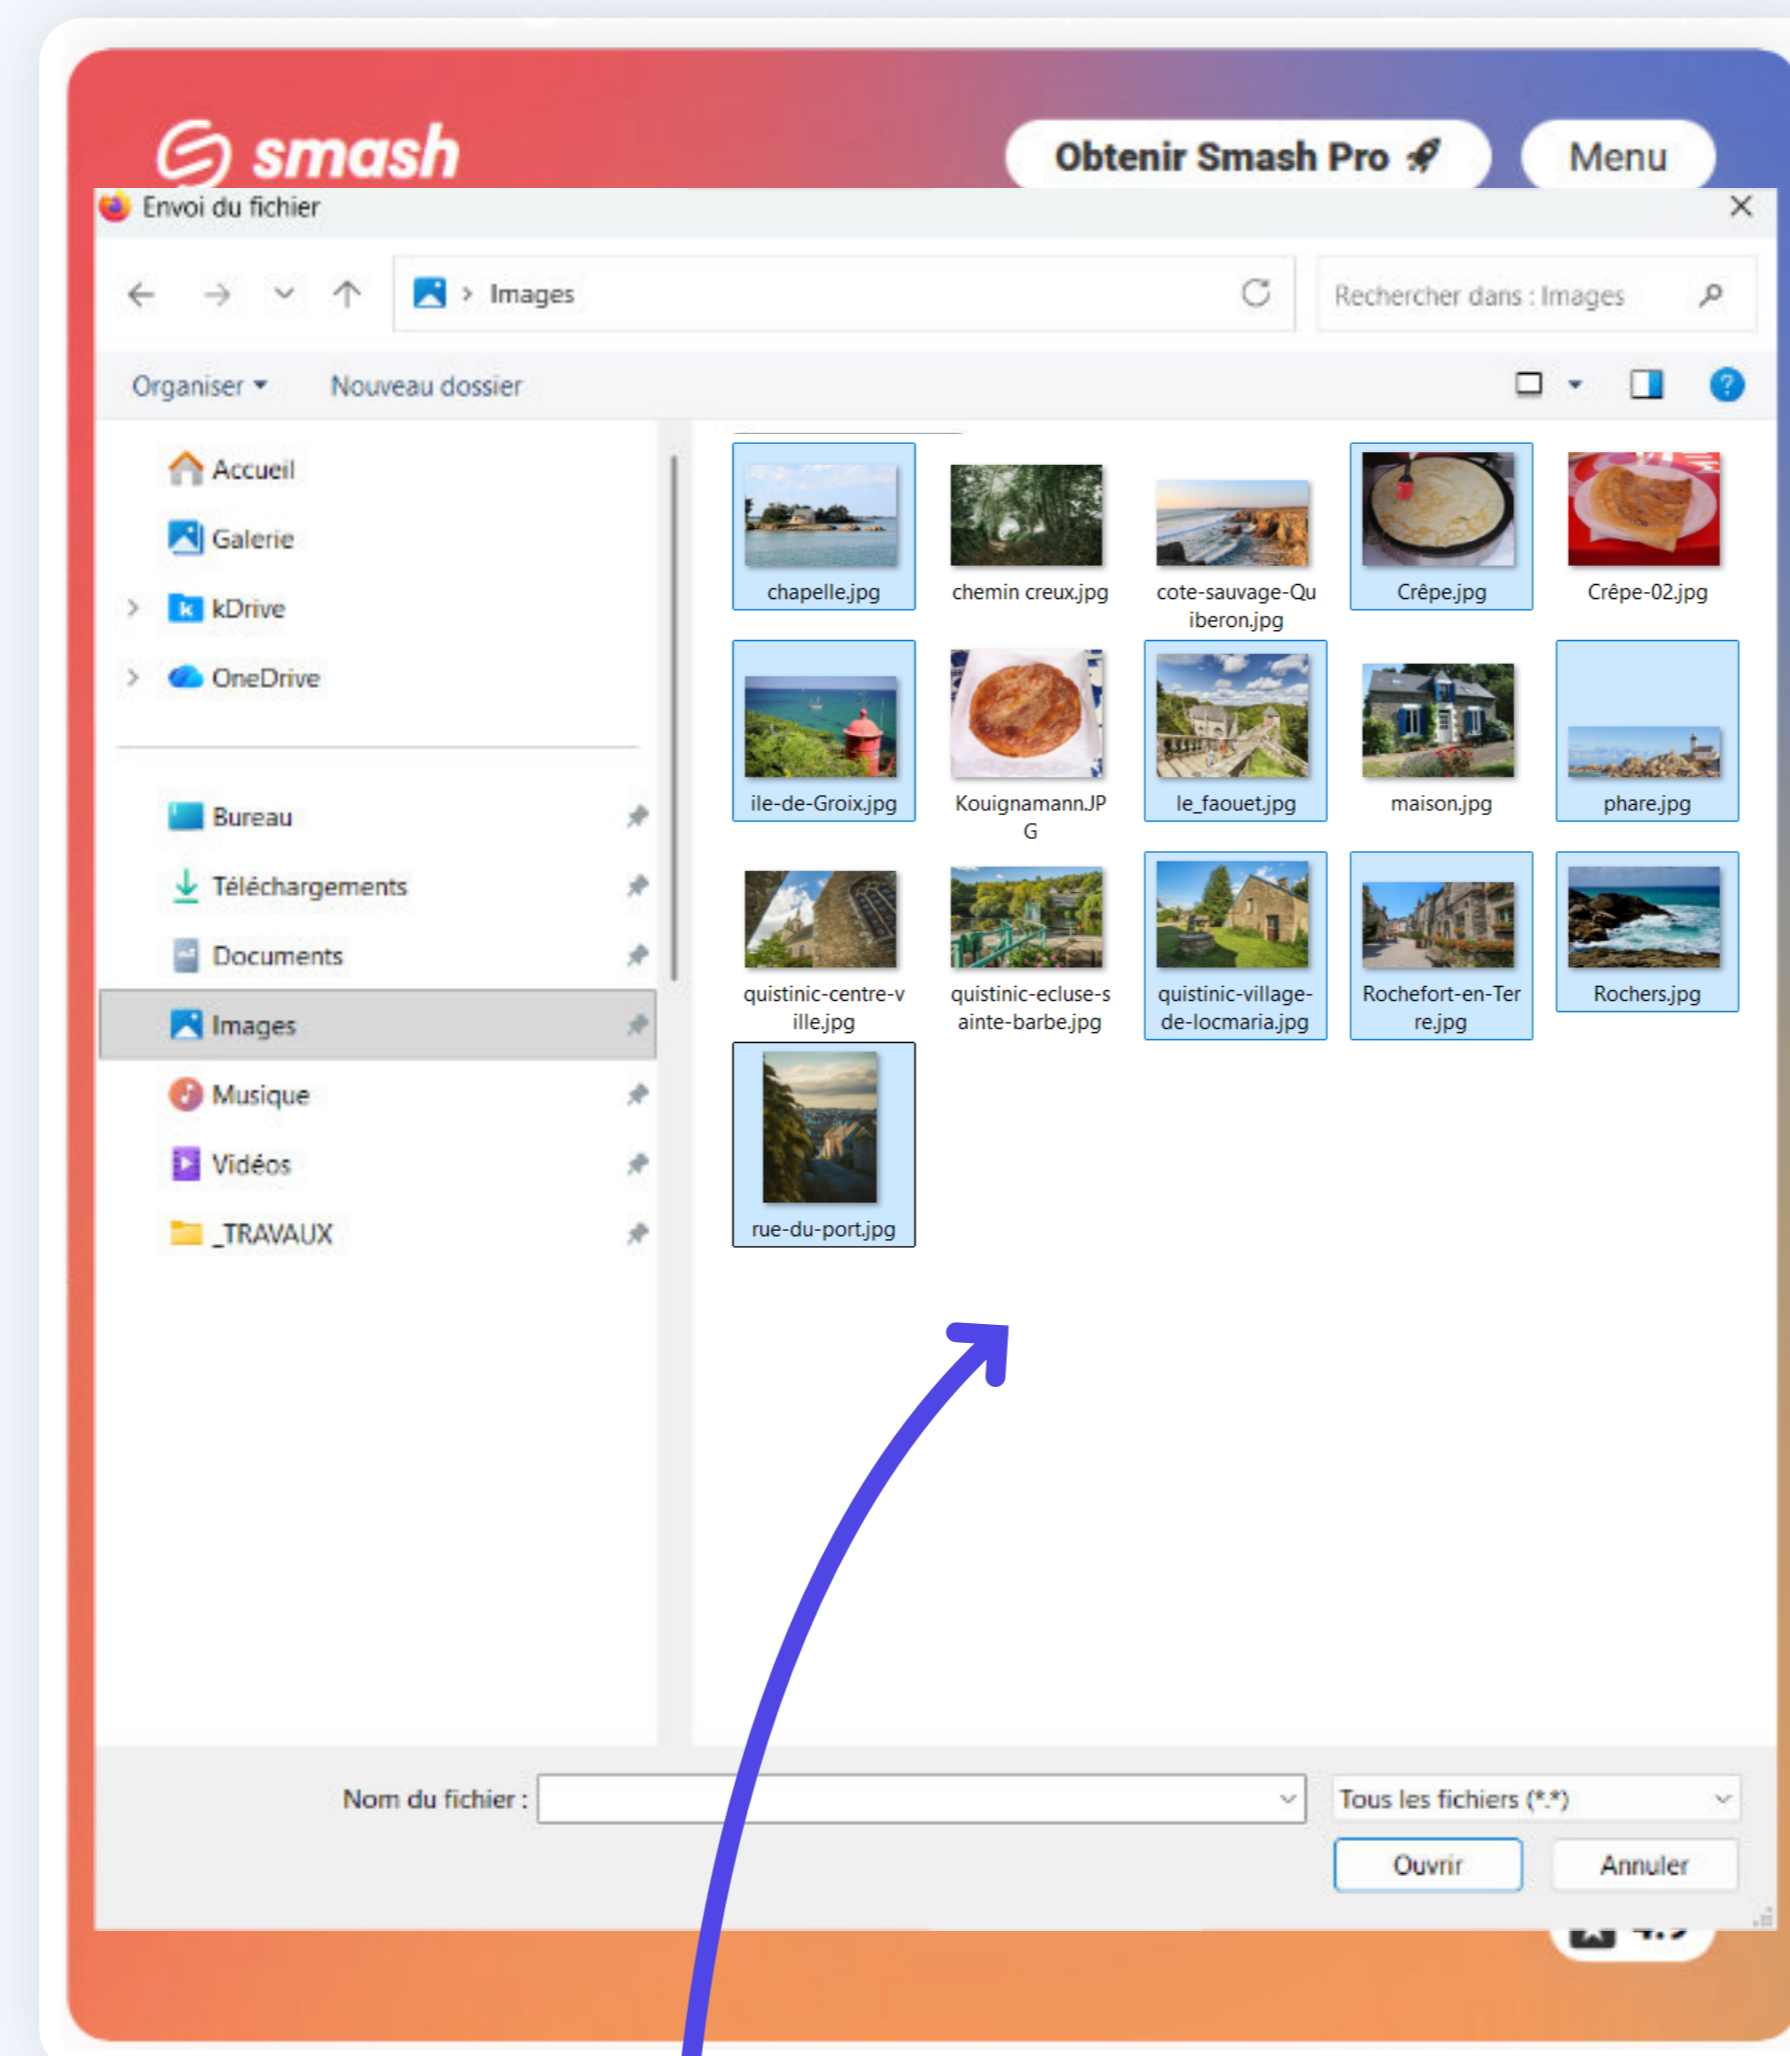 smash
Obtenir Smash Pro
Menu
Envoi du fichier
Images
Rechercher dans : Images
Organiser
Nouveau dossier
Accueil
Galerie
kDrive
OneDrive
Bureau
Téléchargements
Documents
Images
Musique
Vidéos
_TRAVAUX
chapelle.jpg
chemin creux.jpg
cote-sauvage-Qu
iberon.jpg
Crêpe.jpg
Crêpe-02.jpg
ile-de-Groix.jpg
Kouignamann.JP
G
le_faouet.jpg
maison.jpg
phare.jpg
quistinic-centre-v
ille.jpg
quistinic-ecluse-s
ainte-barbe.jpg
quistinic-village-
de-locmaria.jpg
Rochefort-en-Ter
re.jpg
Rochers.jpg
rue-du-port.jpg
Nom du fichier :
Tous les fichiers (*.*)
Ouvrir
Annuler